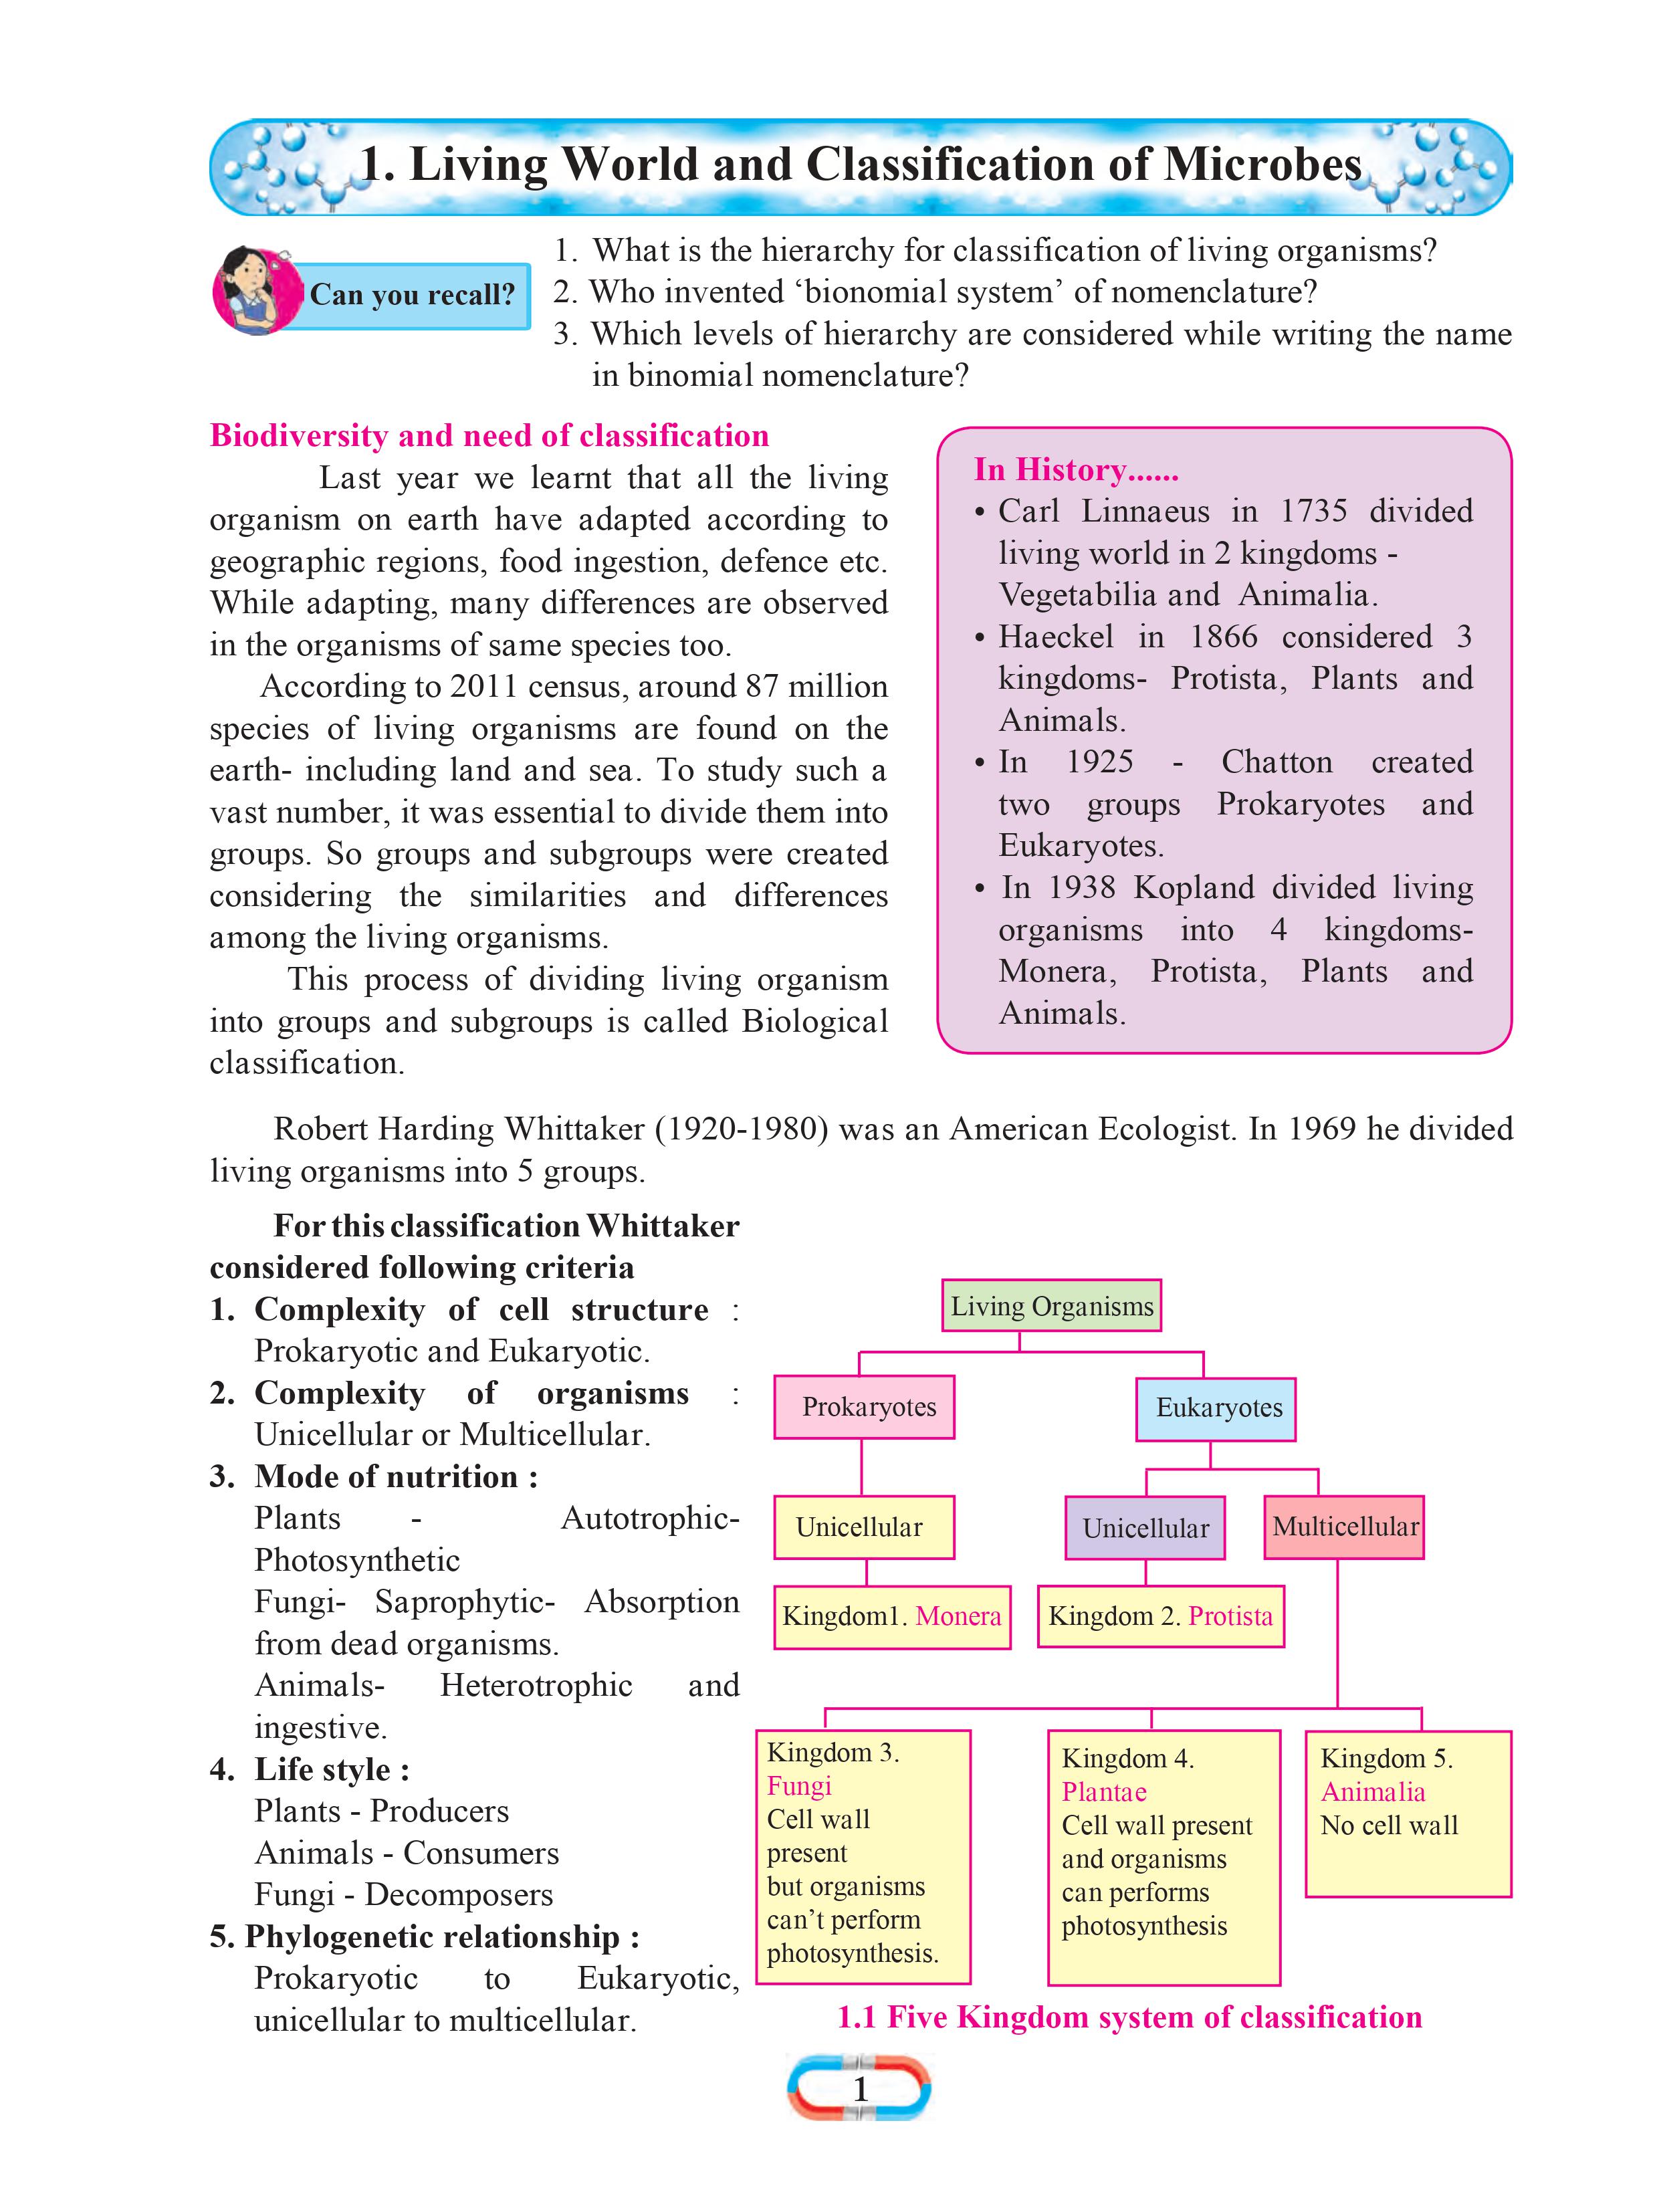 1. Living World and Classification of Microbes
Can you recall?
1. What is the hierarchy for classification of living organisms?
2. Who invented ‘bionomial system’ of nomenclature?
3. Which levels of hierarchy are considered while writing the name
in binomial nomenclature?
Biodiversity and need of classification
Last year we learnt that all the living
organism on earth have adapted according to
geographic regions, food ingestion, defence etc.
While adapting, many differences are observed
in the organisms of same species too.
According to 2011 census, around 87 million
species of living organisms are found on the
earth- including land and sea. To study such a
vast number, it was essential to divide them into
groups. So groups and subgroups were created
considering the similarities and differences
among the living organisms.
This process of dividing living organism
into groups and subgroups is called Biological
classification.
In History......
• Carl Linnaeus in 1735 divided
living world in 2 kingdoms -
Vegetabilia and Animalia.
• Haeckel in 1866 considered 3
kingdoms- Protista, Plants and
Animals.
• In 1925 - Chatton created
two groups Prokaryotes and
Eukaryotes.
• In 1938 Kopland divided living
organisms into 4 kingdoms-
Monera, Protista, Plants and
Animals.
Robert Harding Whittaker (1920-1980) was an American Ecologist. In 1969 he divided
living organisms into 5 groups.
For this classification Whittaker
considered following criteria
1. Complexity of cell structure :
Prokaryotic and Eukaryotic.
2. Complexity of organisms :
Unicellular or Multicellular.
3. Mode of nutrition :
Plants - Autotrophic-
Photosynthetic
Fungi- Saprophytic- Absorption
from dead organisms.
Animals- Heterotrophic and
ingestive.
4. Life style :
Plants - Producers
Animals - Consumers
Fungi - Decomposers
5. Phylogenetic relationship :
Prokaryotic to Eukaryotic,
unicellular to multicellular.
Living Organisms
Prokaryotes
Eukaryotes
Unicellular
Unicellular
Multicellular
Kingdom1. Monera
Kingdom 2. Protista
Kingdom 3.
Fungi
Cell wall
present
but organisms
can’t perform
photosynthesis.
Kingdom 4.
Plantae
Cell wall present
and organisms
can performs
photosynthesis
Kingdom 5.
Animalia
No cell wall
1.1 Five Kingdom system of classification
1